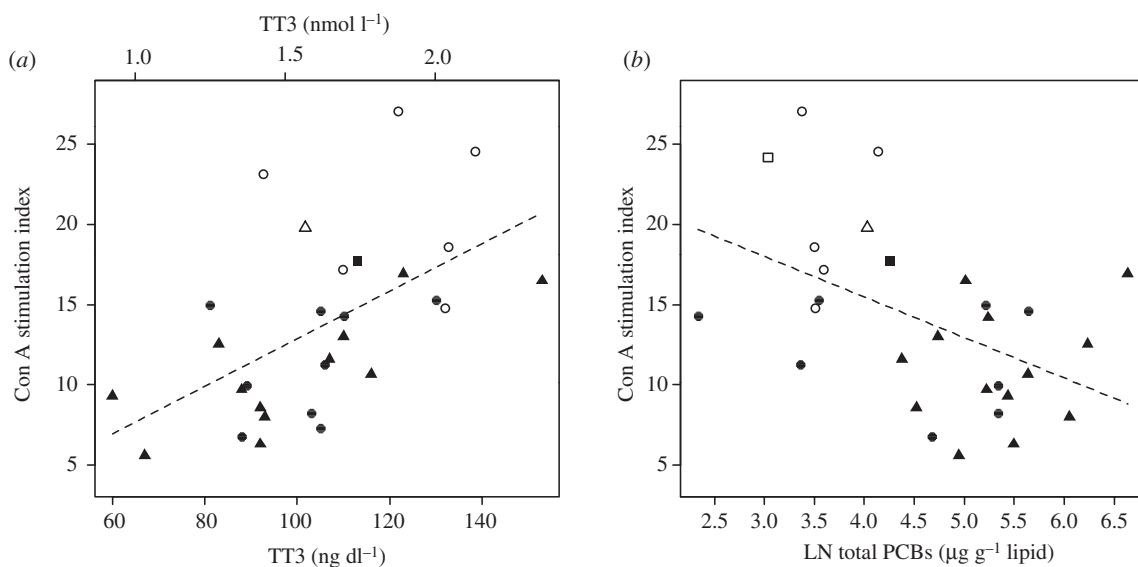 TT3 (nmol l⁻¹)
(a)
1.0 1.3 1.6 2.0
25
20
15
10
5
Con A stimulation index
60 80 100 120 140
TT3 (ng dl⁻¹)
(b)
25
20
15
10
5
Con A stimulation index
2.5 3.0 3.5 4.0 4.5 5.0 5.5 6.0 6.5
LN total PCBs (μg g⁻¹ lipid)